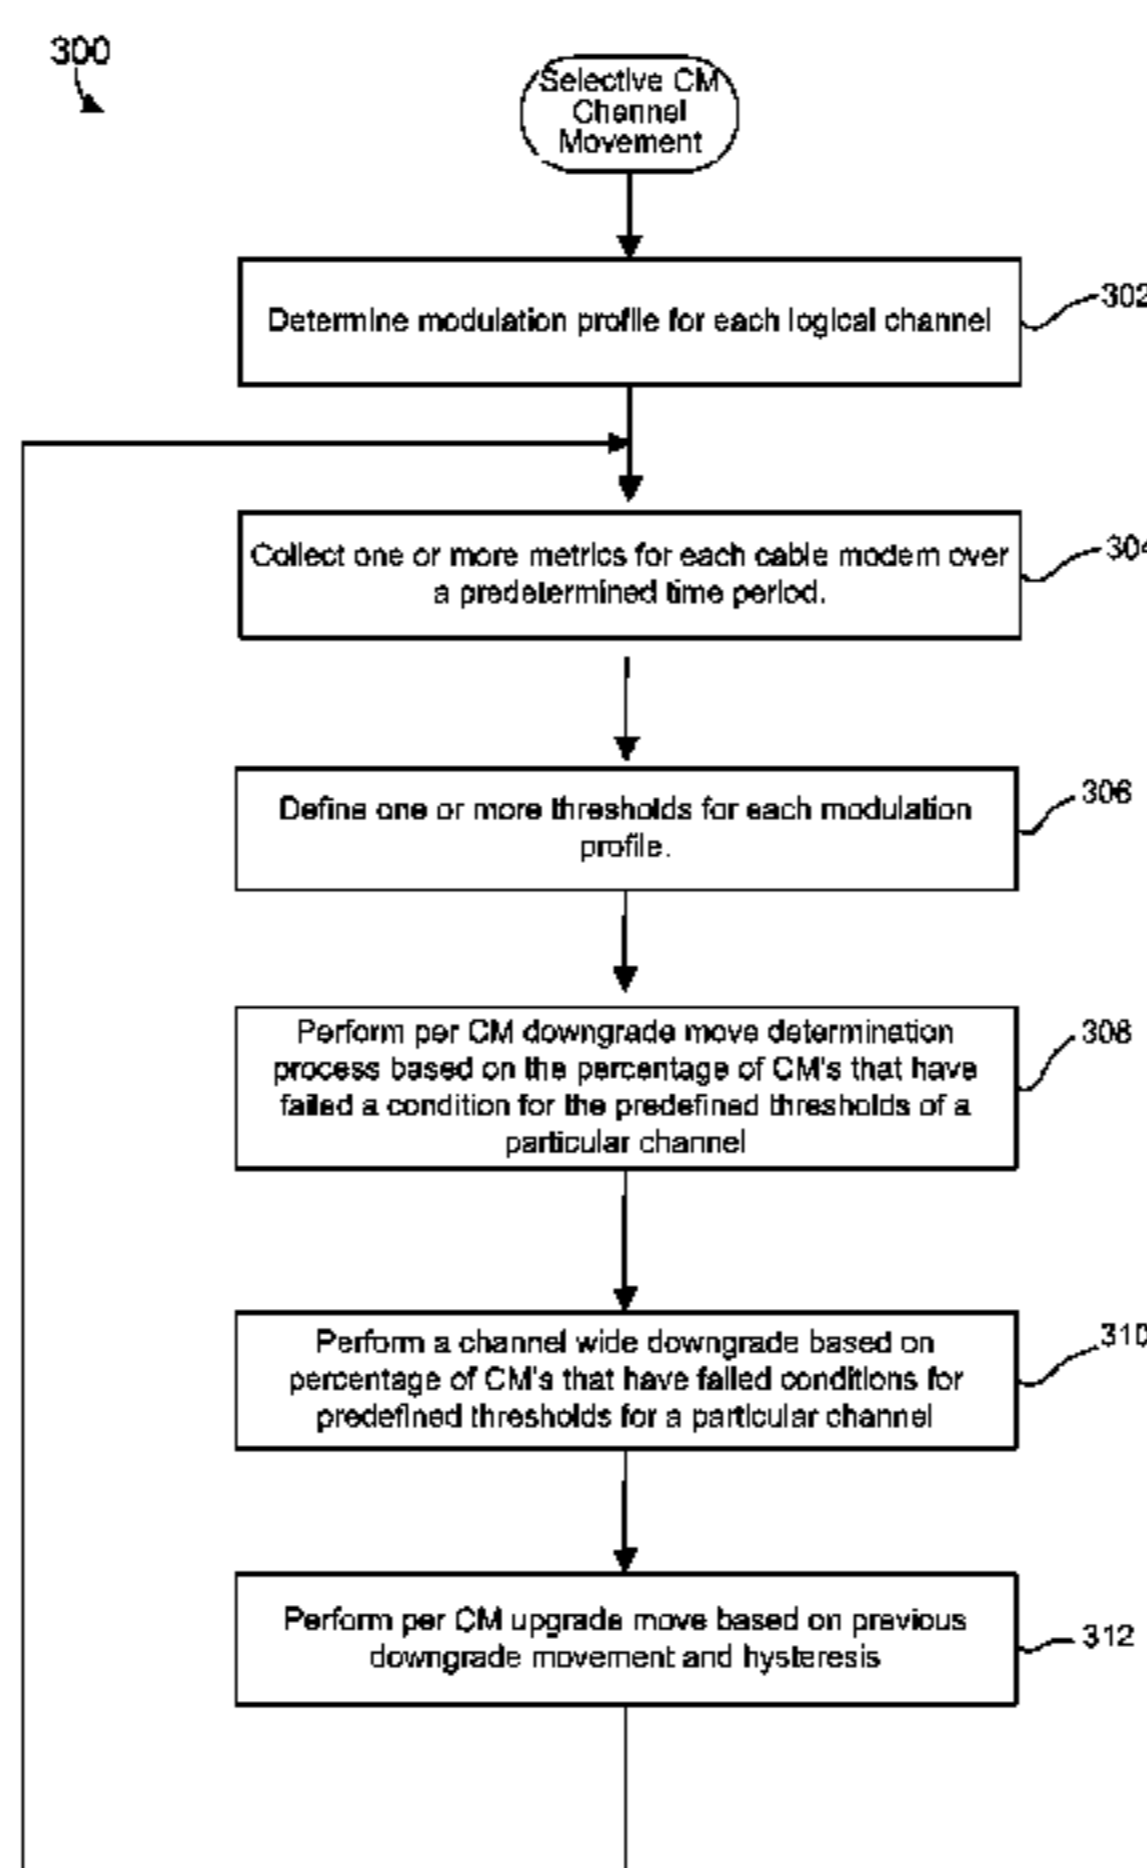 300
Selective CM
Channel
Movement
Determine modulation profile for each logical channel
302
Collect one or more metrics for each cable modem over
a predetermined time period.
304
Define one or more thresholds for each modulation
profile.
306
Perform per CM downgrade move determination
process based on the percentage of CM's that have
failed a condition for the predefined thresholds of a
particular channel
308
Perform a channel wide downgrade based on
percentage of CM's that have failed conditions for
predefined thresholds for a particular channel
310
Perform per CM upgrade move based on previous
downgrade movement and hysteresis
312